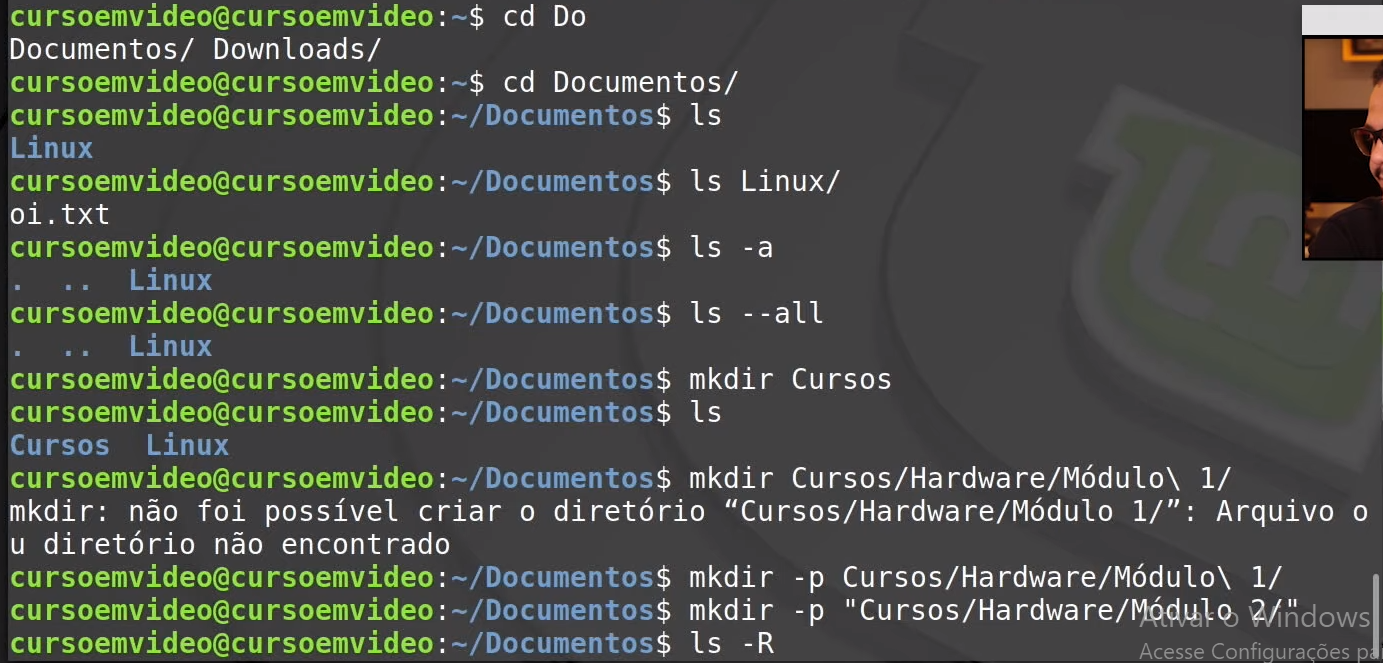 cursoemvideo@cursoemvideo:~$ cd Do
Documentos/ Downloads/
cursoemvideo@cursoemvideo:~$ cd Documentos/
cursoemvideo@cursoemvideo:~/Documentos$ ls
Linux
cursoemvideo@cursoemvideo:~/Documentos$ ls Linux/
oi.txt
cursoemvideo@cursoemvideo:~/Documentos$ ls -a
.  ..  Linux
cursoemvideo@cursoemvideo:~/Documentos$ ls --all
.  ..  Linux
cursoemvideo@cursoemvideo:~/Documentos$ mkdir Cursos
cursoemvideo@cursoemvideo:~/Documentos$ ls
Cursos  Linux
cursoemvideo@cursoemvideo:~/Documentos$ mkdir Cursos/Hardware/Módulo\ 1/
mkdir: não foi possível criar o diretório “Cursos/Hardware/Módulo 1/”: Arquivo o
u diretório não encontrado
cursoemvideo@cursoemvideo:~/Documentos$ mkdir -p Cursos/Hardware/Módulo\ 1/
cursoemvideo@cursoemvideo:~/Documentos$ mkdir -p "Cursos/Hardware/Módulo 2/"
cursoemvideo@cursoemvideo:~/Documentos$ ls -R
Ativar o Windows
Acesse Configurações pa